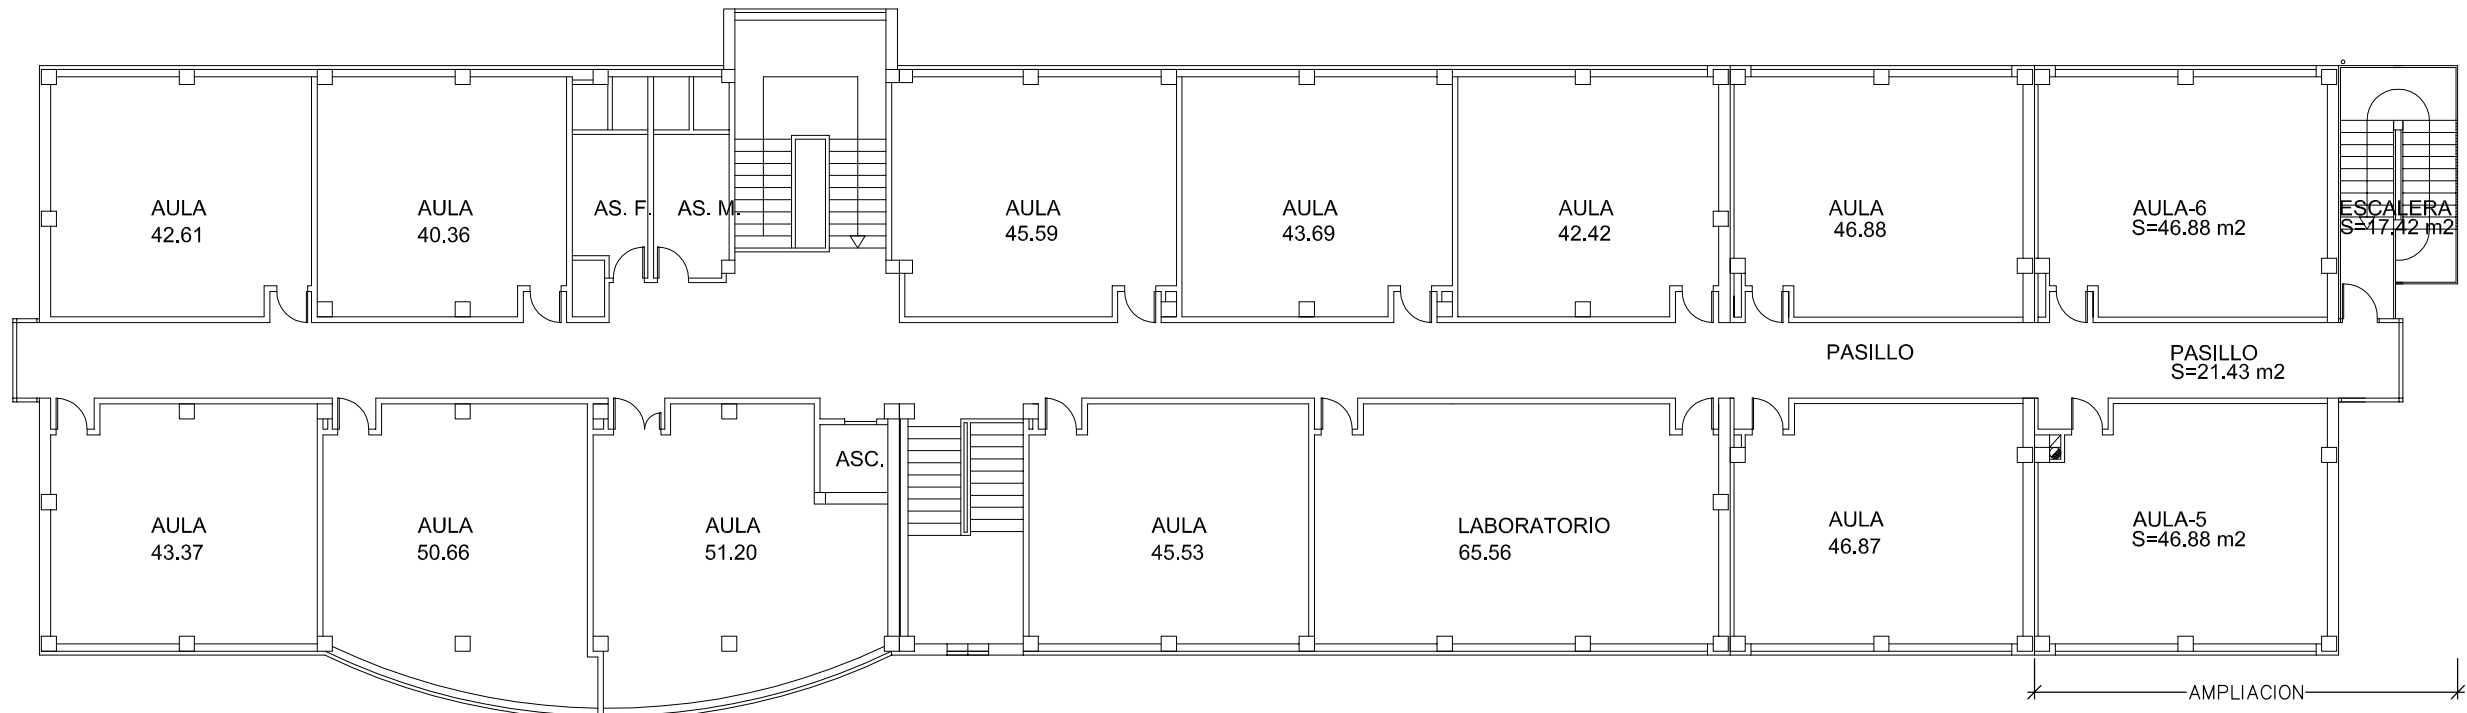 AULA
42.61
AULA
40.36
AS. F.
AS. M.
AULA
45.59
AULA
43.69
AULA
42.42
AULA
46.88
AULA-6
S=46.88 m2
ESCALERA
S=17.42 m2
PASILLO
PASILLO
S=21.43 m2
AULA
43.37
AULA
50.66
AULA
51.20
ASC.
AULA
45.53
LABORATORIO
65.56
AULA
46.87
AULA-5
S=46.88 m2
AMPLIACION